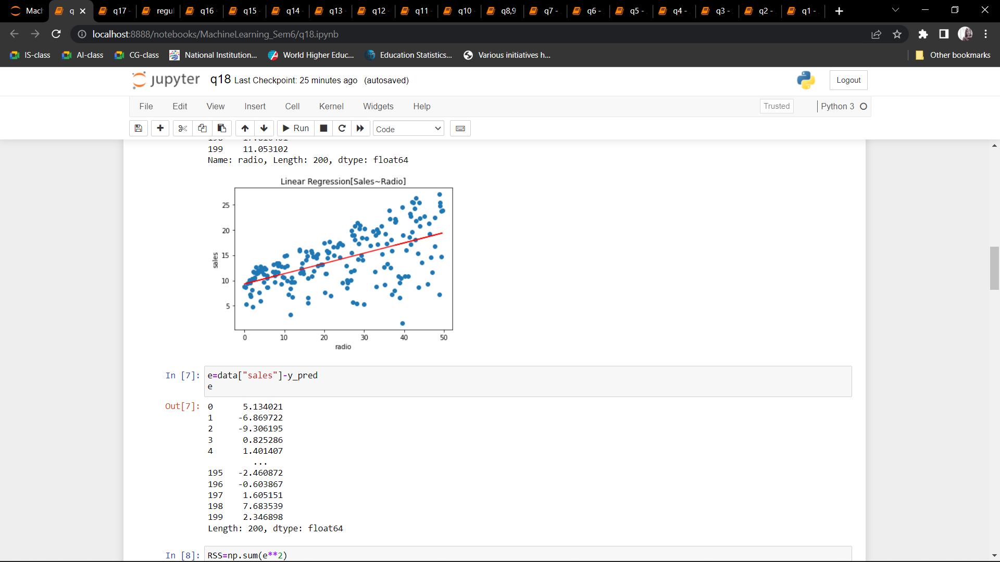 Mach
q
q17 -
regul
q16 -
q15 -
q14 -
q13 -
q12 -
q11 -
q10 -
q8,9
q7 -
q6 -
q5 -
q4 -
q3 -
q2 -
q1 -
localhost:8888/notebooks/MachineLearning_Sem6/q18.ipynb
IS-class
AI-class
CG-class
National Institution...
World Higher Educ...
Education Statistics...
Various initiatives h...
Other bookmarks
jupyter q18 Last Checkpoint: 25 minutes ago (autosaved)
Logout
File Edit View Insert Cell Kernel Widgets Help
Trusted
Python 3
Run
Code
199 11.053102
Name: radio, Length: 200, dtype: float64
Linear Regression[Sales~Radio]
25
20
15
10
5
sales
0 10 20 30 40 50
radio
In [7]: e=data["sales"]-y_pred
e
Out[7]: 0 5.134021
1 -6.869722
2 -9.306195
3 0.825286
4 1.401407
...
195 -2.460872
196 -0.603867
197 1.605151
198 7.683539
199 2.346898
Length: 200, dtype: float64
In [8]: RSS=np.sum(e**2)